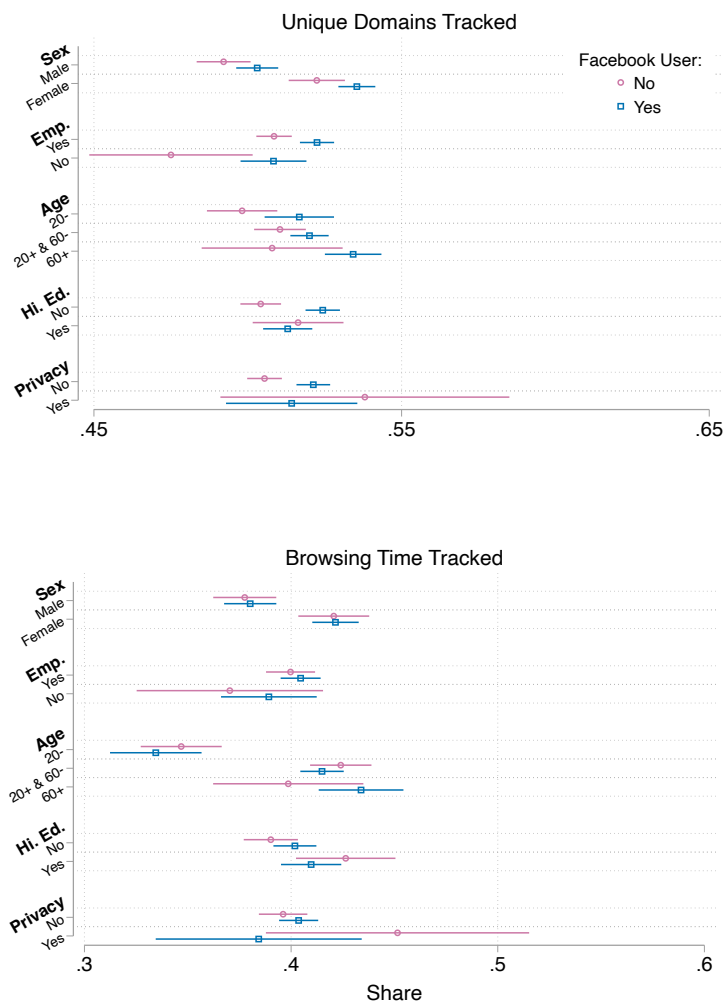 Unique Domains Tracked
Facebook User:
No
Yes
Sex
Male
Female
Emp.
Yes
No
Age
20-
20+ & 60-
60+
Hi. Ed.
No
Yes
Privacy
No
Yes
.45 .55 .65
Browsing Time Tracked
Sex
Male
Female
Emp.
Yes
No
Age
20-
20+ & 60-
60+
Hi. Ed.
No
Yes
Privacy
No
Yes
.3 .4 .5 .6
Share